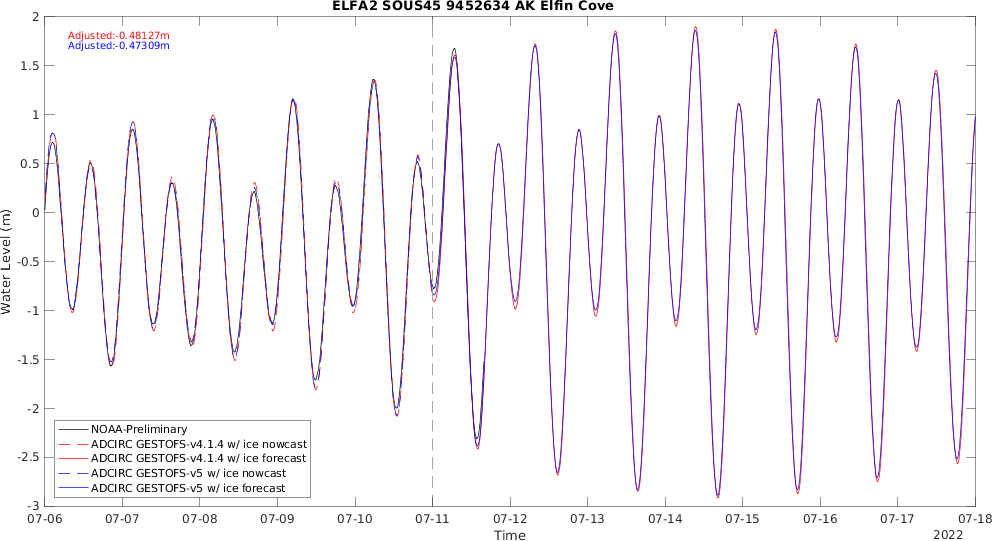 ELFA2 SOUS45 9452634 AK Elfin Cove
Adjusted:-0.48127m
Adjusted:-0.47309m
2
1.5
1
0.5
0
-0.5
-1
-1.5
-2
-2.5
-3
Water Level (m)
NOAA-Preliminary
ADCIRC GESTOFS-v4.1.4 w/ ice nowcast
ADCIRC GESTOFS-v4.1.4 w/ ice forecast
ADCIRC GESTOFS-v5 w/ ice nowcast
ADCIRC GESTOFS-v5 w/ ice forecast
07-06 07-07 07-08 07-09 07-10 07-11 07-12 07-13 07-14 07-15 07-16 07-17 07-18
Time
2022